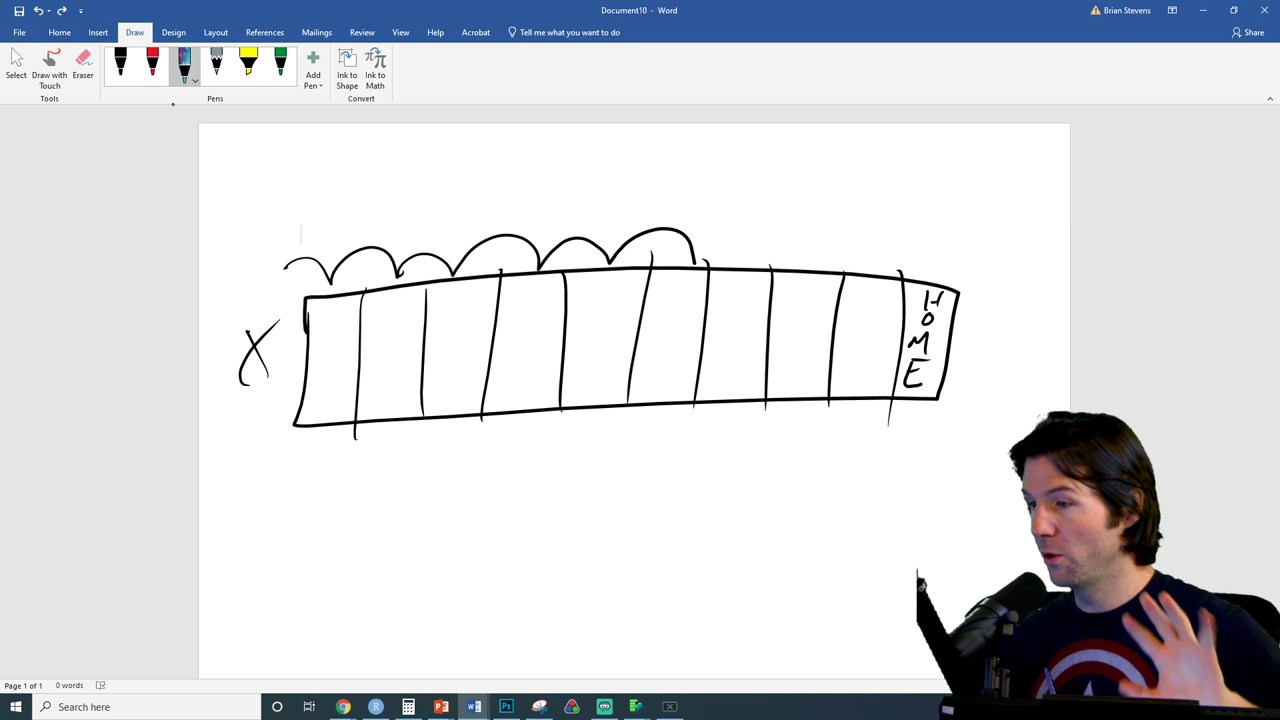 Document10 - Word
Brian Stevens
File Home Insert Draw Design Layout References Mailings Review View Help Acrobat Tell me what you want to do Share
Select
Draw with
Touch
Eraser
Add
Pen
Ink to
Shape
Ink to
Math
Tools
Pens
Convert
X
H
O
M
E
Page 1 of 1 0 words
Search here